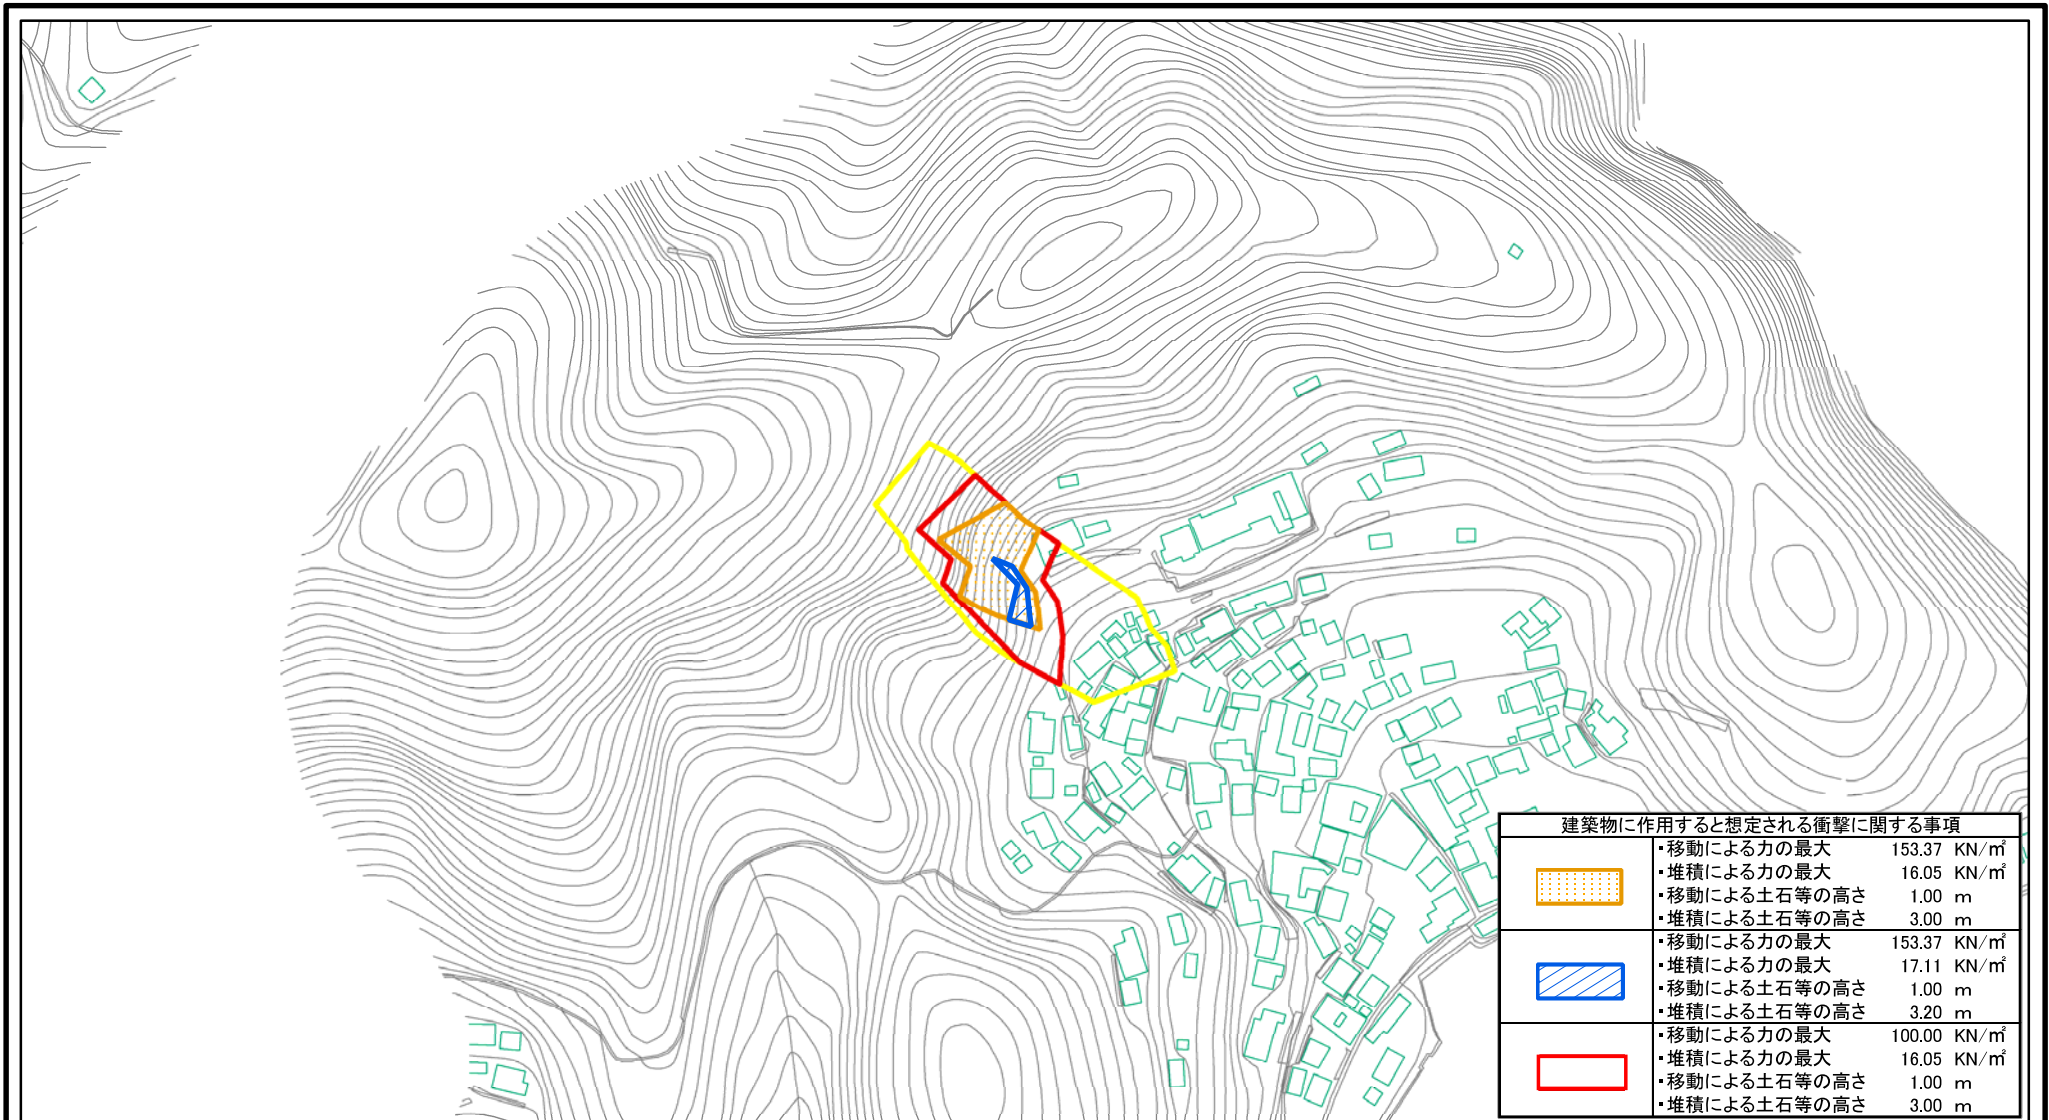 建築物に作用すると想定される衝撃に関する事項
・移動による力の最大 153.37 KN/㎡
・堆積による力の最大 16.05 KN/㎡
・移動による土石等の高さ 1.00 m
・堆積による土石等の高さ 3.00 m
・移動による力の最大 153.37 KN/㎡
・堆積による力の最大 17.11 KN/㎡
・移動による土石等の高さ 1.00 m
・堆積による土石等の高さ 3.20 m
・移動による力の最大 100.00 KN/㎡
・堆積による力の最大 16.05 KN/㎡
・移動による土石等の高さ 1.00 m
・堆積による土石等の高さ 3.00 m